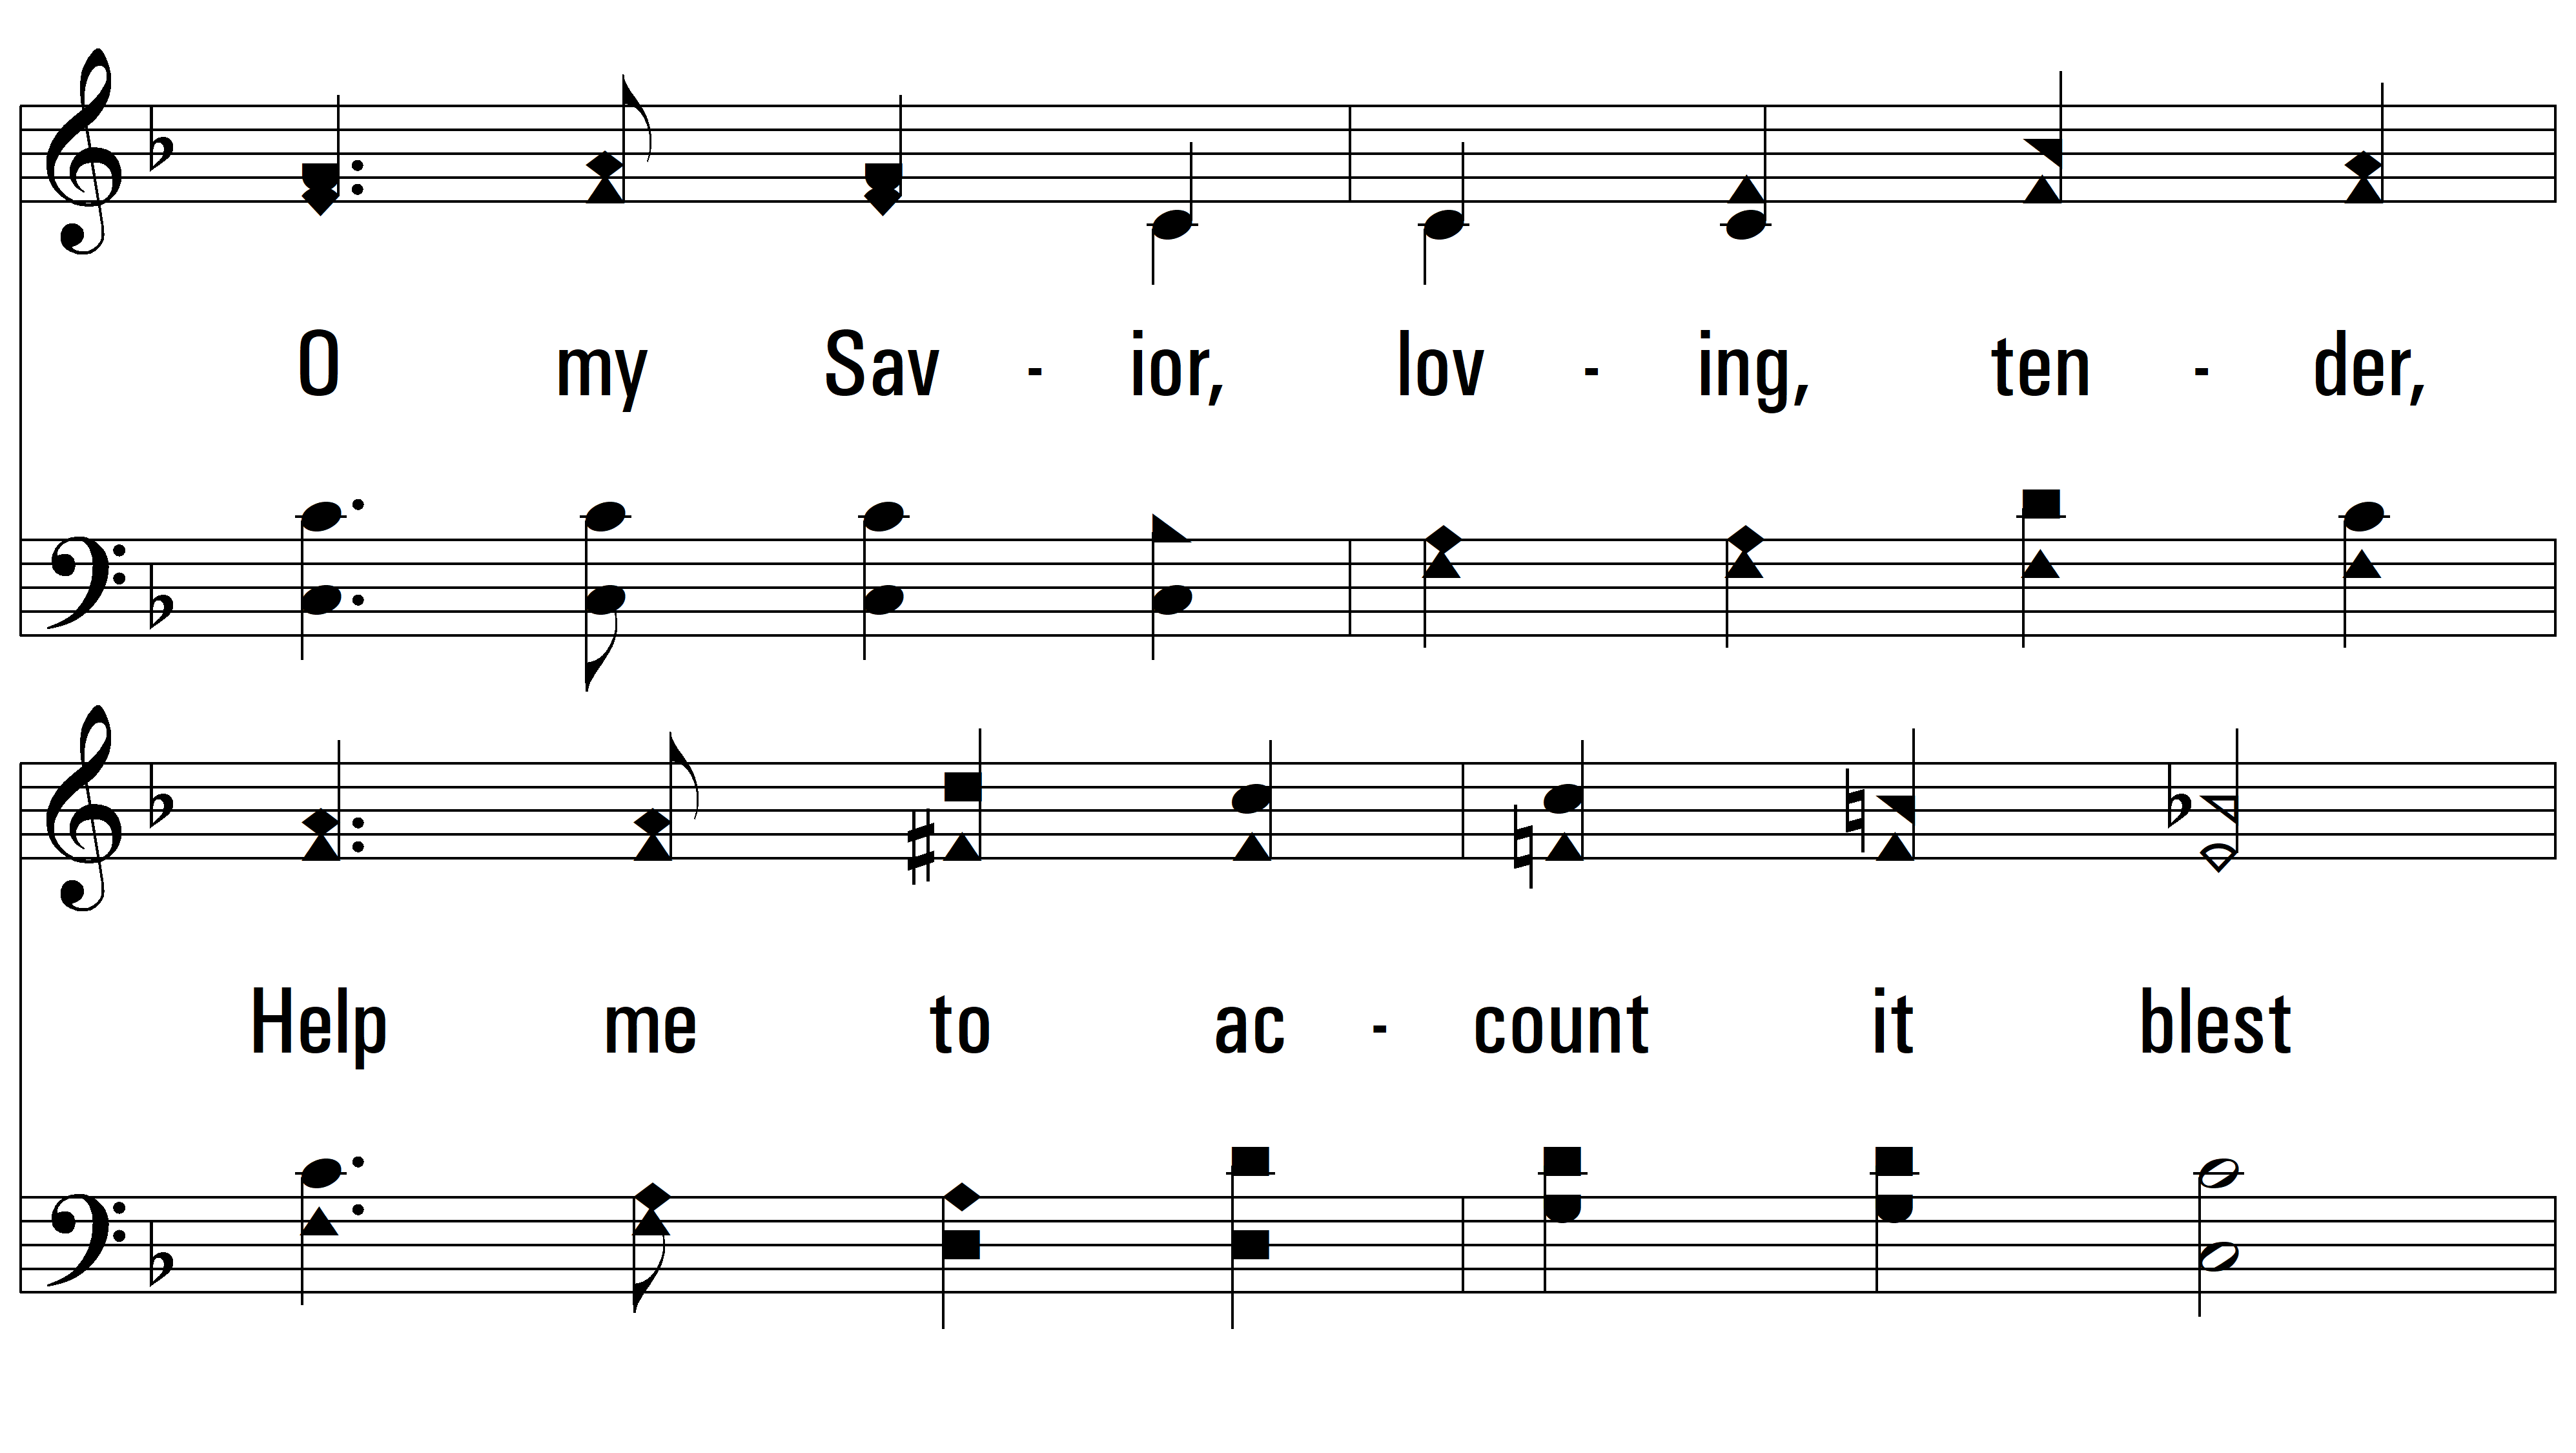 O my Sav - ior, lov - ing, ten - der,
Help me to ac - count it blest